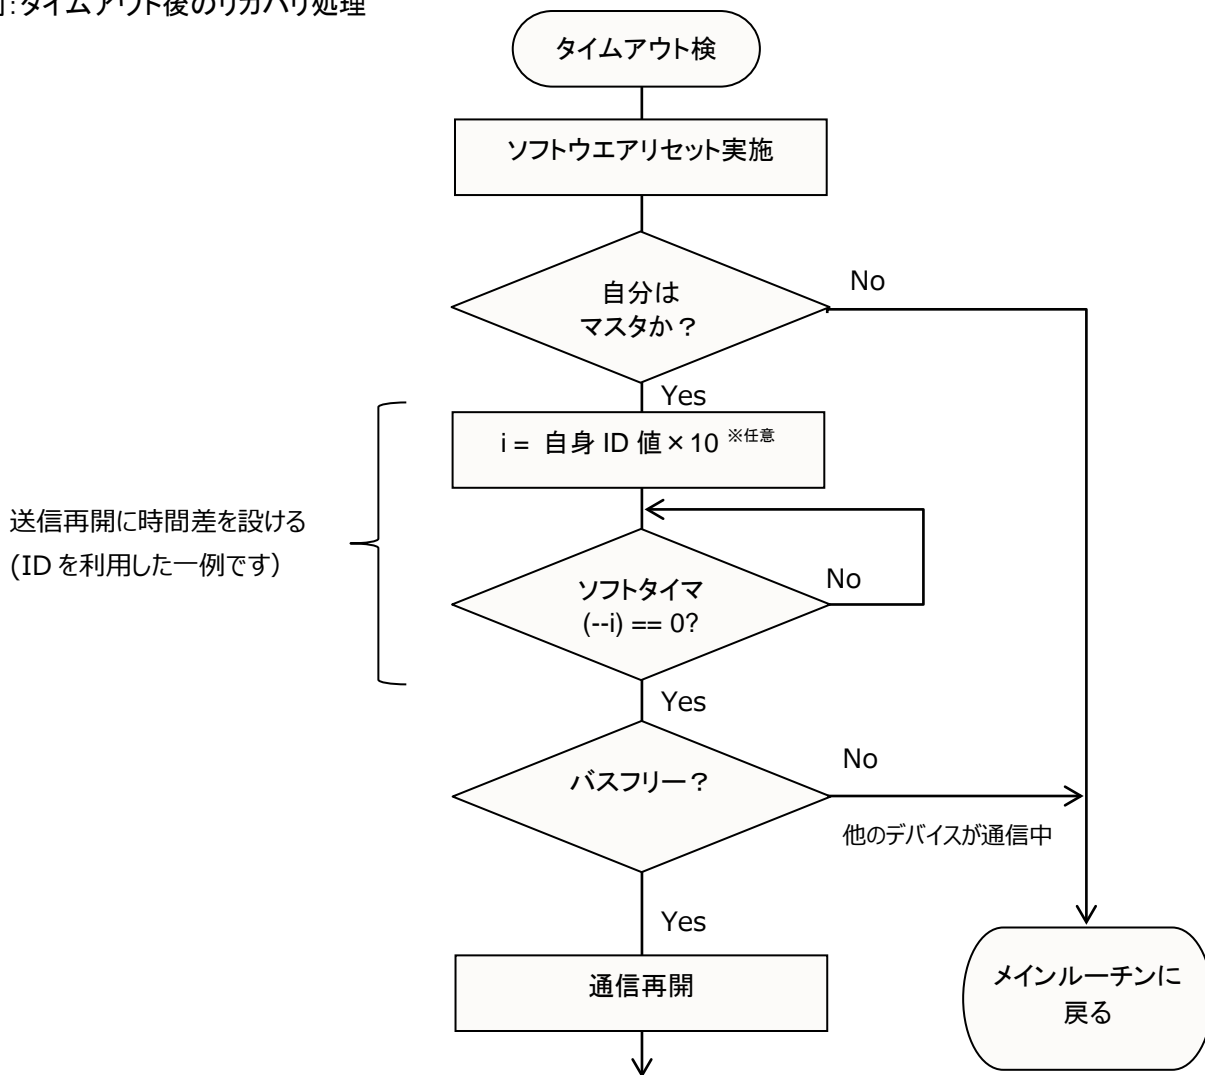 :タイムアウト後のリカバリ処理
タイムアウト検
ソフトウエアリセット実施
自分は
マスタか？
No
Yes
i = 自身 ID 値×10 ※任意
送信再開に時間差を設ける
(ID を利用した一例です)
ソフトタイマ
(--i) == 0?
No
Yes
バスフリー？
No
他のデバイスが通信中
Yes
通信再開
メインルーチンに
戻る